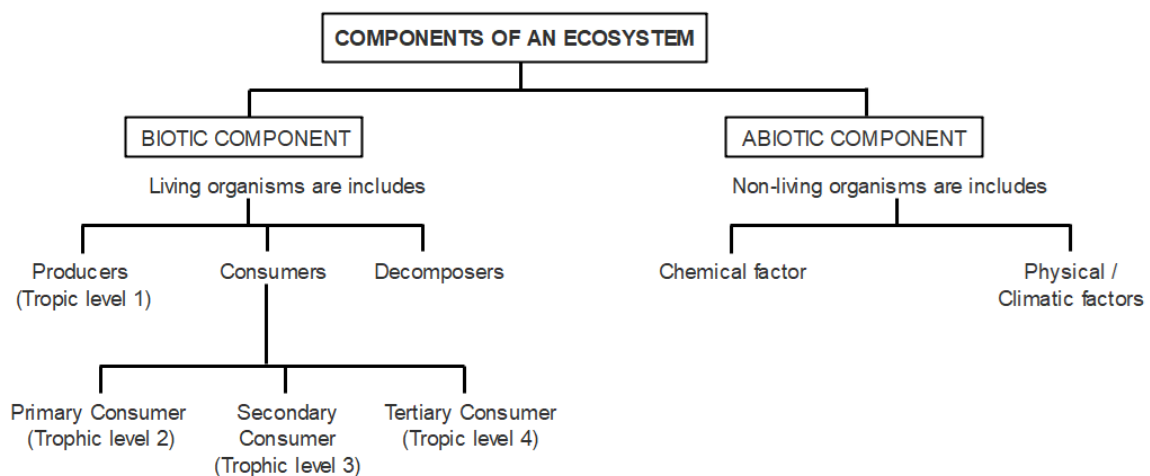 COMPONENTS OF AN ECOSYSTEM
BIOTIC COMPONENT
ABIOTIC COMPONENT
Living organisms are includes
Non-living organisms are includes
Producers
(Tropic level 1)
Consumers
Decomposers
Chemical factor
Physical /
Climatic factors
Primary Consumer
(Trophic level 2)
Secondary
Consumer
(Trophic level 3)
Tertiary Consumer
(Tropic level 4)